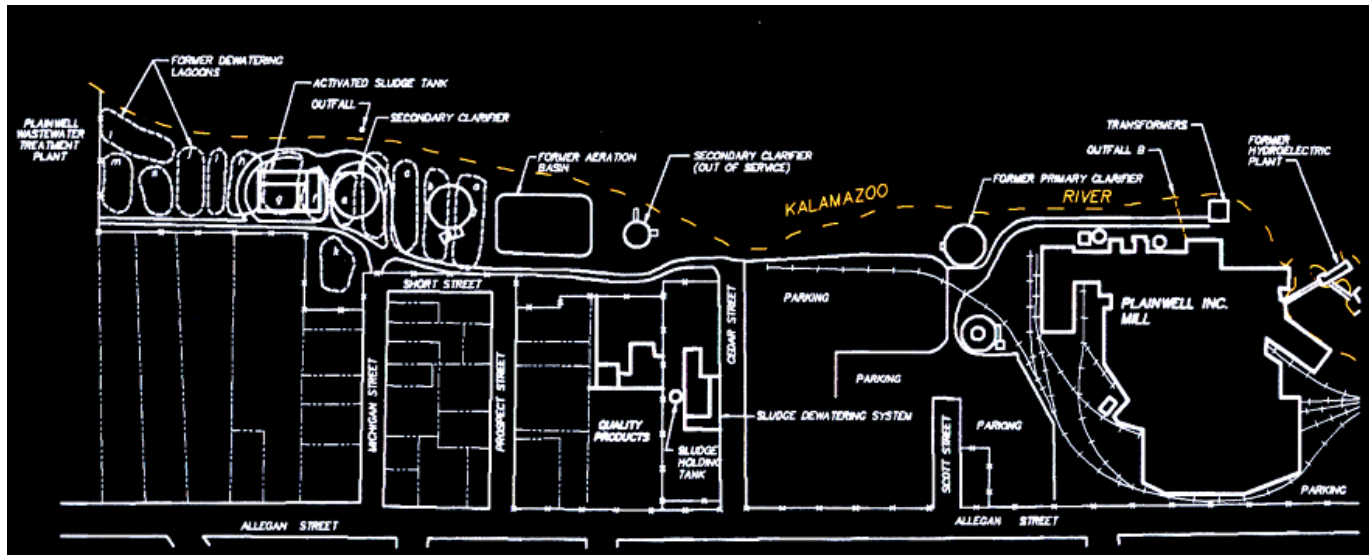 FORMER DEWATERING
LAGOONS
ACTIVATED SLUDGE TANK
OUTFALL
SECONDARY CLARIFIER
PLAINWELL
WASTEWATER
TREATMENT
PLANT
FORMER AERATION
BASIN
SECONDARY CLARIFIER
(OUT OF SERVICE)
TRANSFORMERS
OUTFALL B
FORMER
HYDROELECTRIC
PLANT
FORMER PRIMARY CLARIFIER
KALAMAZOO
RIVER
SHORT STREET
PARKING
CEDAR STREET
PLAINWELL INC.
MILL
MICHIGAN STREET
PROSPECT STREET
PARKING
SLUDGE DEWATERING SYSTEM
QUALITY
PRODUCTS
SLUDGE
HOLDING
TANK
SCOTT STREET
PARKING
PARKING
ALLEGAN STREET
ALLEGAN STREET